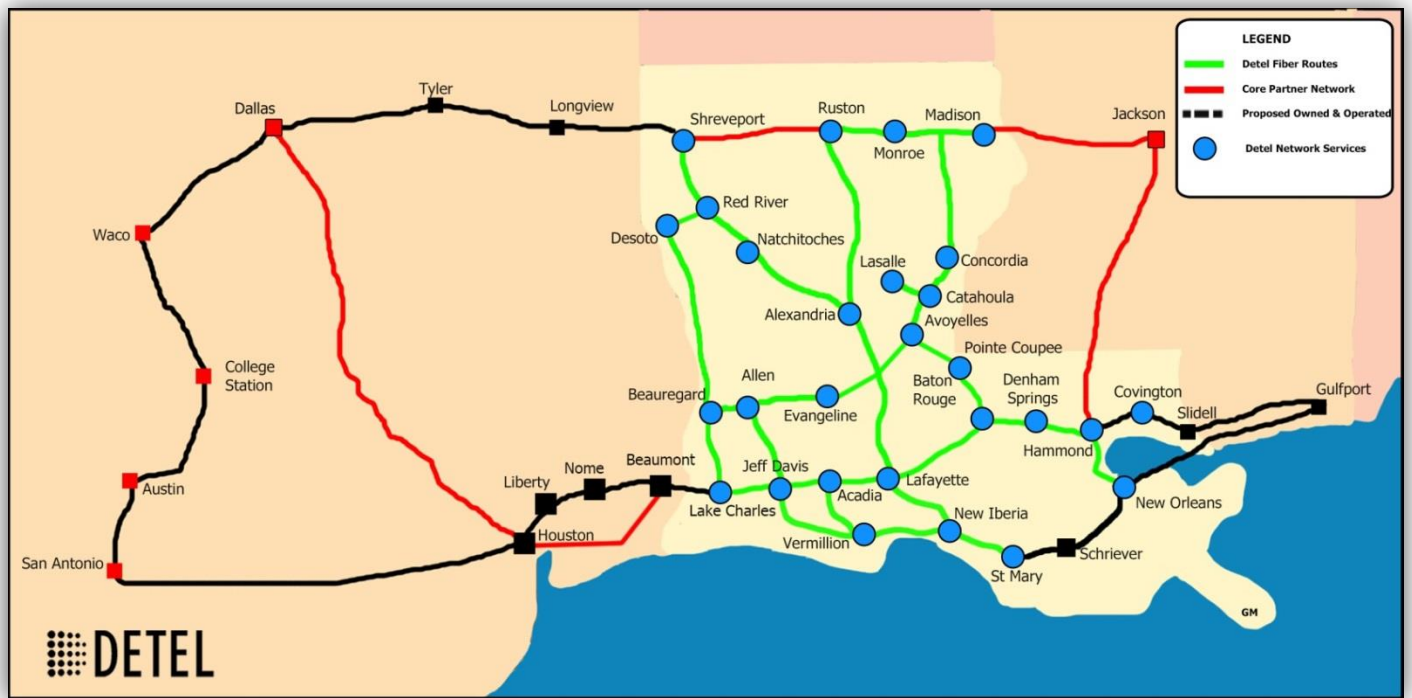 LEGEND
Detel Fiber Routes
Core Partner Network
Proposed Owned & Operated
Detel Network Services
Tyler
Longview
Dallas
Shreveport
Ruston
Madison
Jackson
Monroe
Red River
Waco
Desoto
Natchitoches
Lasalle
Concordia
Catahoula
Alexandria
Avoyelles
Pointe Coupee
College
Station
Allen
Baton
Rouge
Denham
Springs
Covington
Gulfport
Beauregard
Evangeline
Slidell
Hammond
Beaumont
Nome
Liberty
Jeff Davis
Acadia
Lafayette
Austin
Lake Charles
New Orleans
Houston
New Iberia
Vermillion
Schriever
San Antonio
St Mary
GM
DETEL